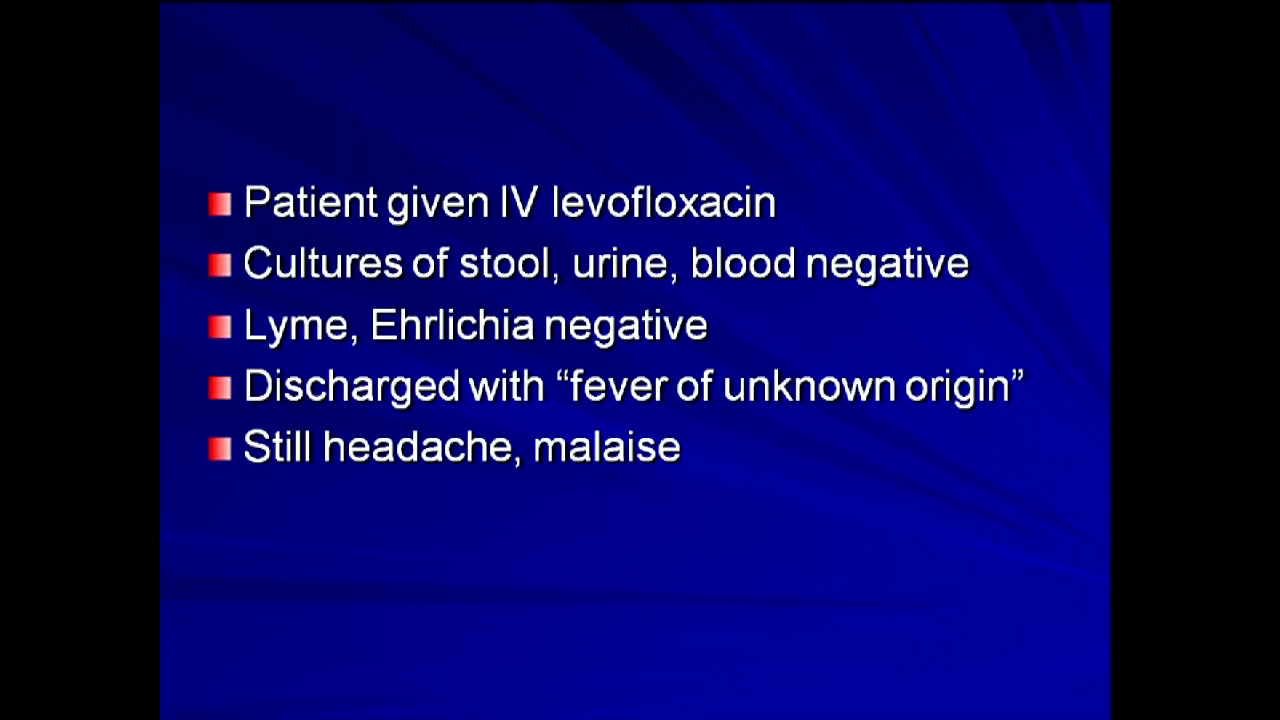 Patient given IV levofloxacin
Cultures of stool, urine, blood negative
Lyme, Ehrlichia negative
Discharged with “fever of unknown origin”
Still headache, malaise